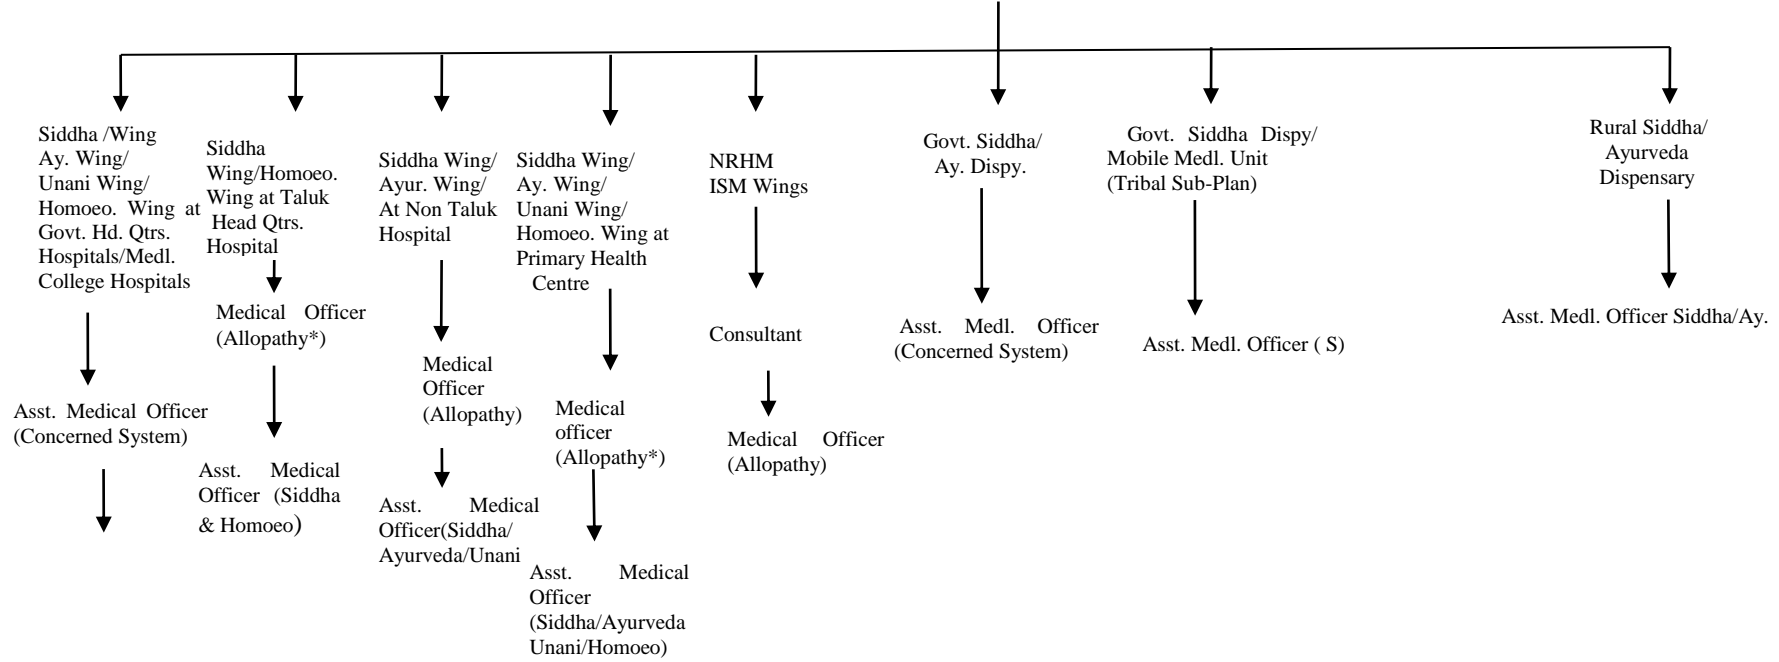 Siddha /Wing
Ay. Wing/
Unani Wing/
Homoeo. Wing at
Govt. Hd. Qtrs.
Hospitals/Medl.
College Hospitals
Asst. Medical Officer
(Concerned System)
Siddha
Wing/Homoeo.
Wing at Taluk
Head Qtrs.
Hospital
Medical Officer
(Allopathy*)
Asst. Medical
Officer (Siddha
& Homoeo)
Siddha Wing/
Ayur. Wing/
At Non Taluk
Hospital
Medical
Officer
(Allopathy)
Asst. Medical
Officer(Siddha/
Ayurveda/Unani
Siddha Wing/
Ay. Wing/
Unani Wing/
Homoeo. Wing at
Primary Health
Centre
Medical
officer
(Allopathy*)
Asst. Medical
Officer
(Siddha/Ayurveda
Unani/Homoeo)
NRHM
ISM Wings
Consultant
Medical Officer
(Allopathy)
Govt. Siddha/
Ay. Dispy.
Asst. Medl. Officer
(Concerned System)
Govt. Siddha Dispy/
Mobile Medl. Unit
(Tribal Sub-Plan)
Asst. Medl. Officer ( S)
Rural Siddha/
Ayurveda
Dispensary
Asst. Medl. Officer Siddha/Ay.